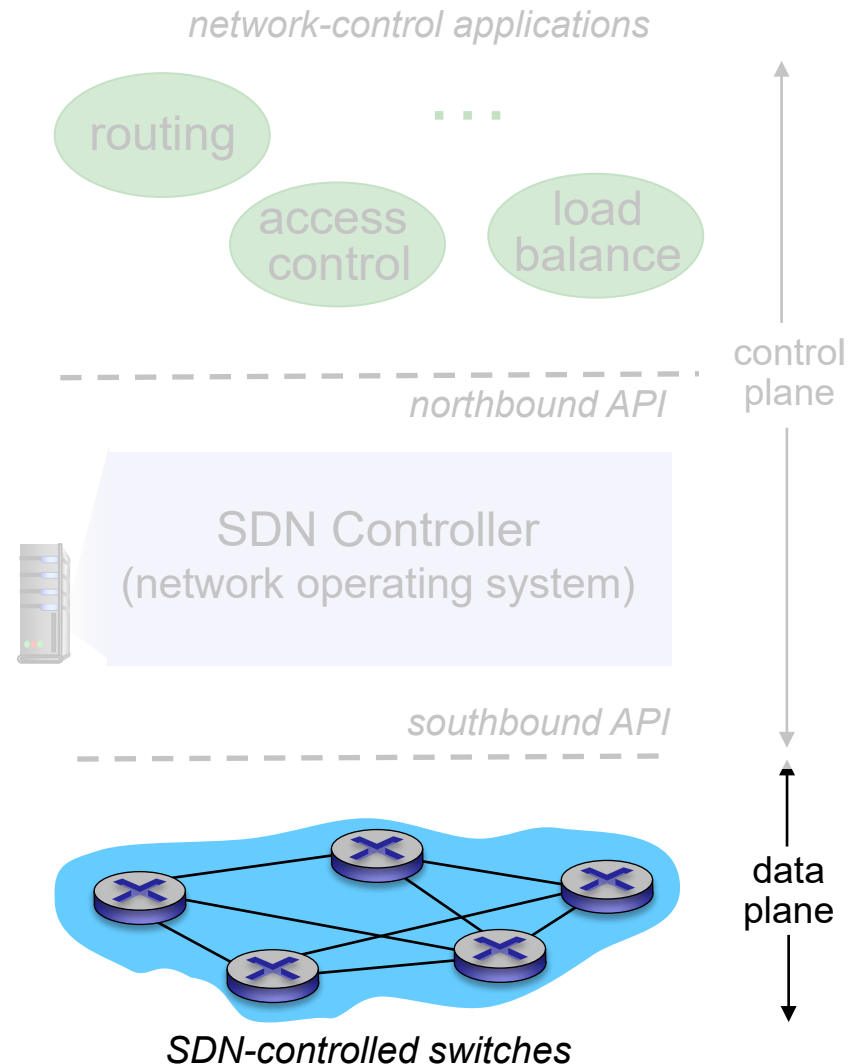 network-control applications
routing
...
access
control
load
balance
control
plane
northbound API
SDN Controller
(network operating system)
southbound API
data
plane
SDN-controlled switches